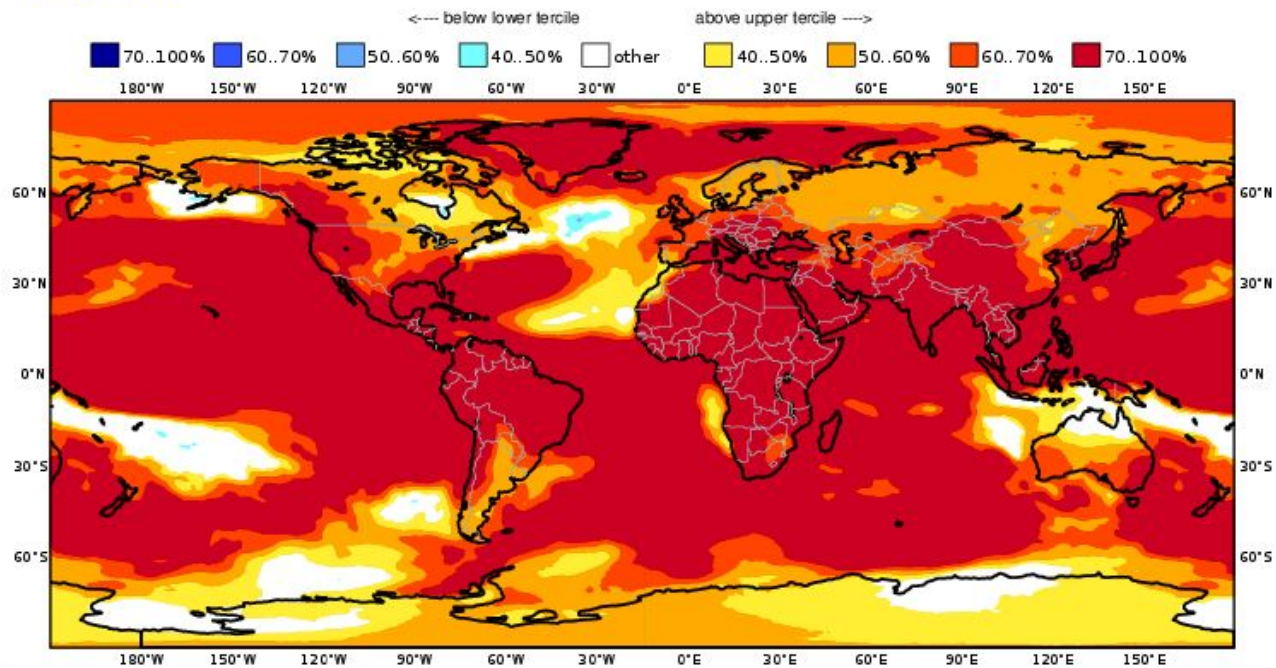 <---- below lower tercile above upper tercile ---->
70..100% 60..70% 50..60% 40..50% other 40..50% 50..60% 60..70% 70..100%
180°W 150°W 120°W 90°W 60°W 30°W 0°E 30°E 60°E 90°E 120°E 150°E
60°N 60°N
30°N 30°N
0°N 0°N
30°S 30°S
60°S 60°S
180°W 150°W 120°W 90°W 60°W 30°W 0°E 30°E 60°E 90°E 120°E 150°E